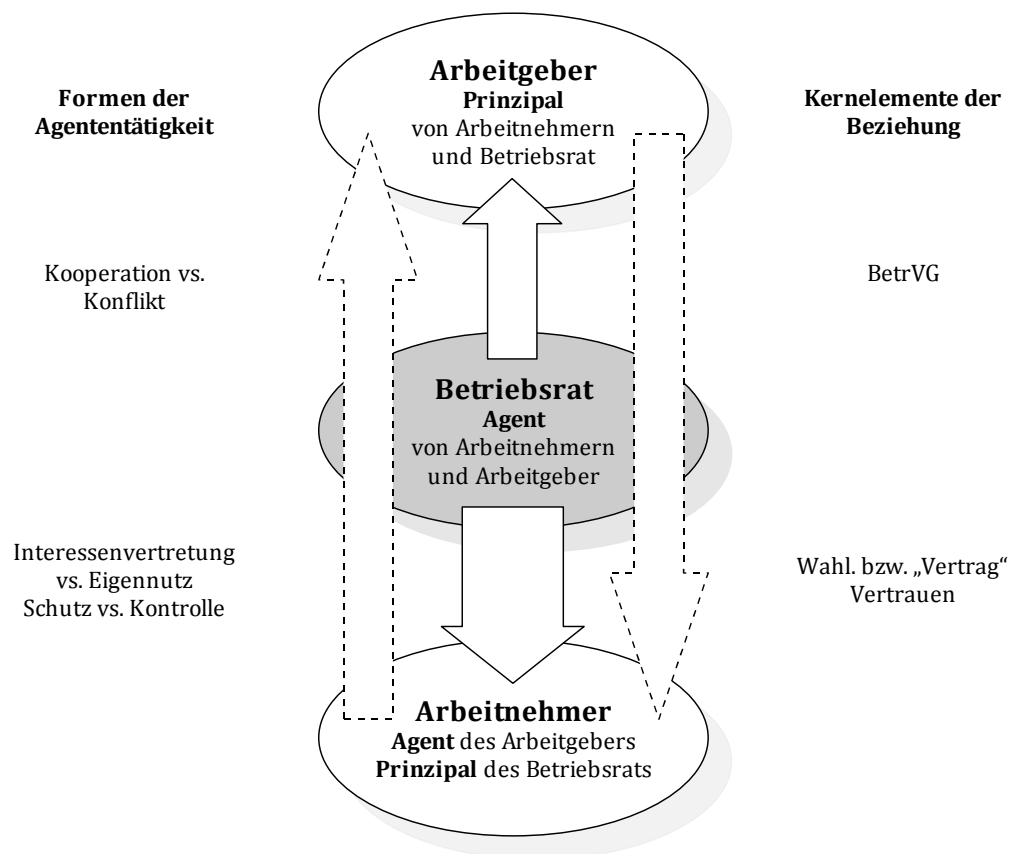 Formen der
Agententätigkeit
Arbeitgeber
Prinzipal
von Arbeitnehmern
und Betriebsrat
Kernelemente der
Beziehung
Kooperation vs.
Konflikt
BetrVG
Betriebsrat
Agent
von Arbeitnehmern
und Arbeitgeber
Interessenvertretung
vs. Eigennutz
Schutz vs. Kontrolle
Wahl. bzw. „Vertrag“
Vertrauen
Arbeitnehmer
Agent des Arbeitgebers
Prinzipal des Betriebsrats